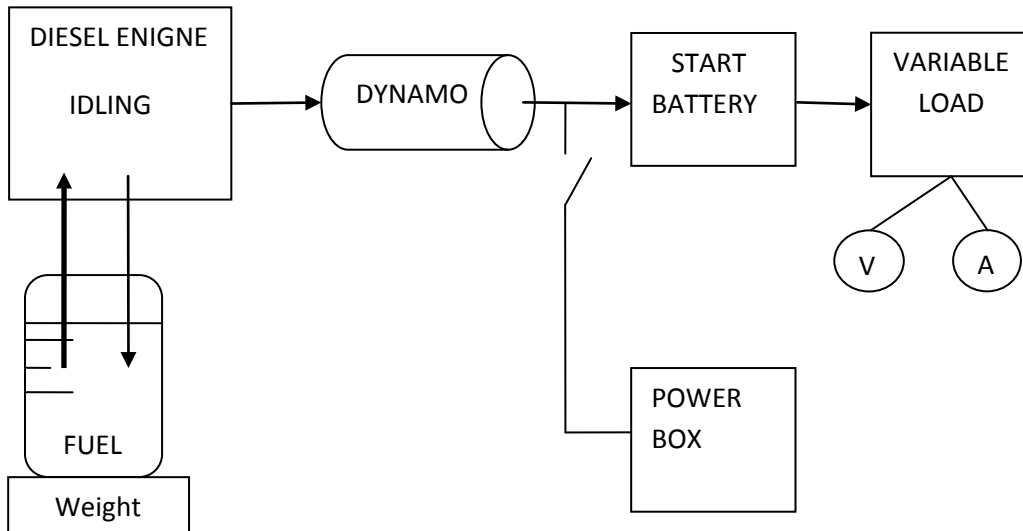 DIESEL ENIGNE
IDLING
DYNAMO
START
BATTERY
VARIABLE
LOAD
V
A
FUEL
Weight
POWER
BOX